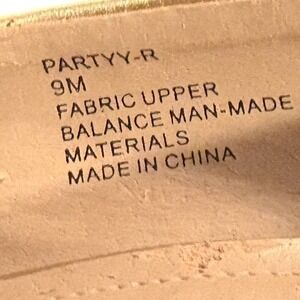 PARTYY-R
9M
FABRIC UPPER
BALANCE MAN-MADE
MATERIALS
MADE IN CHINA